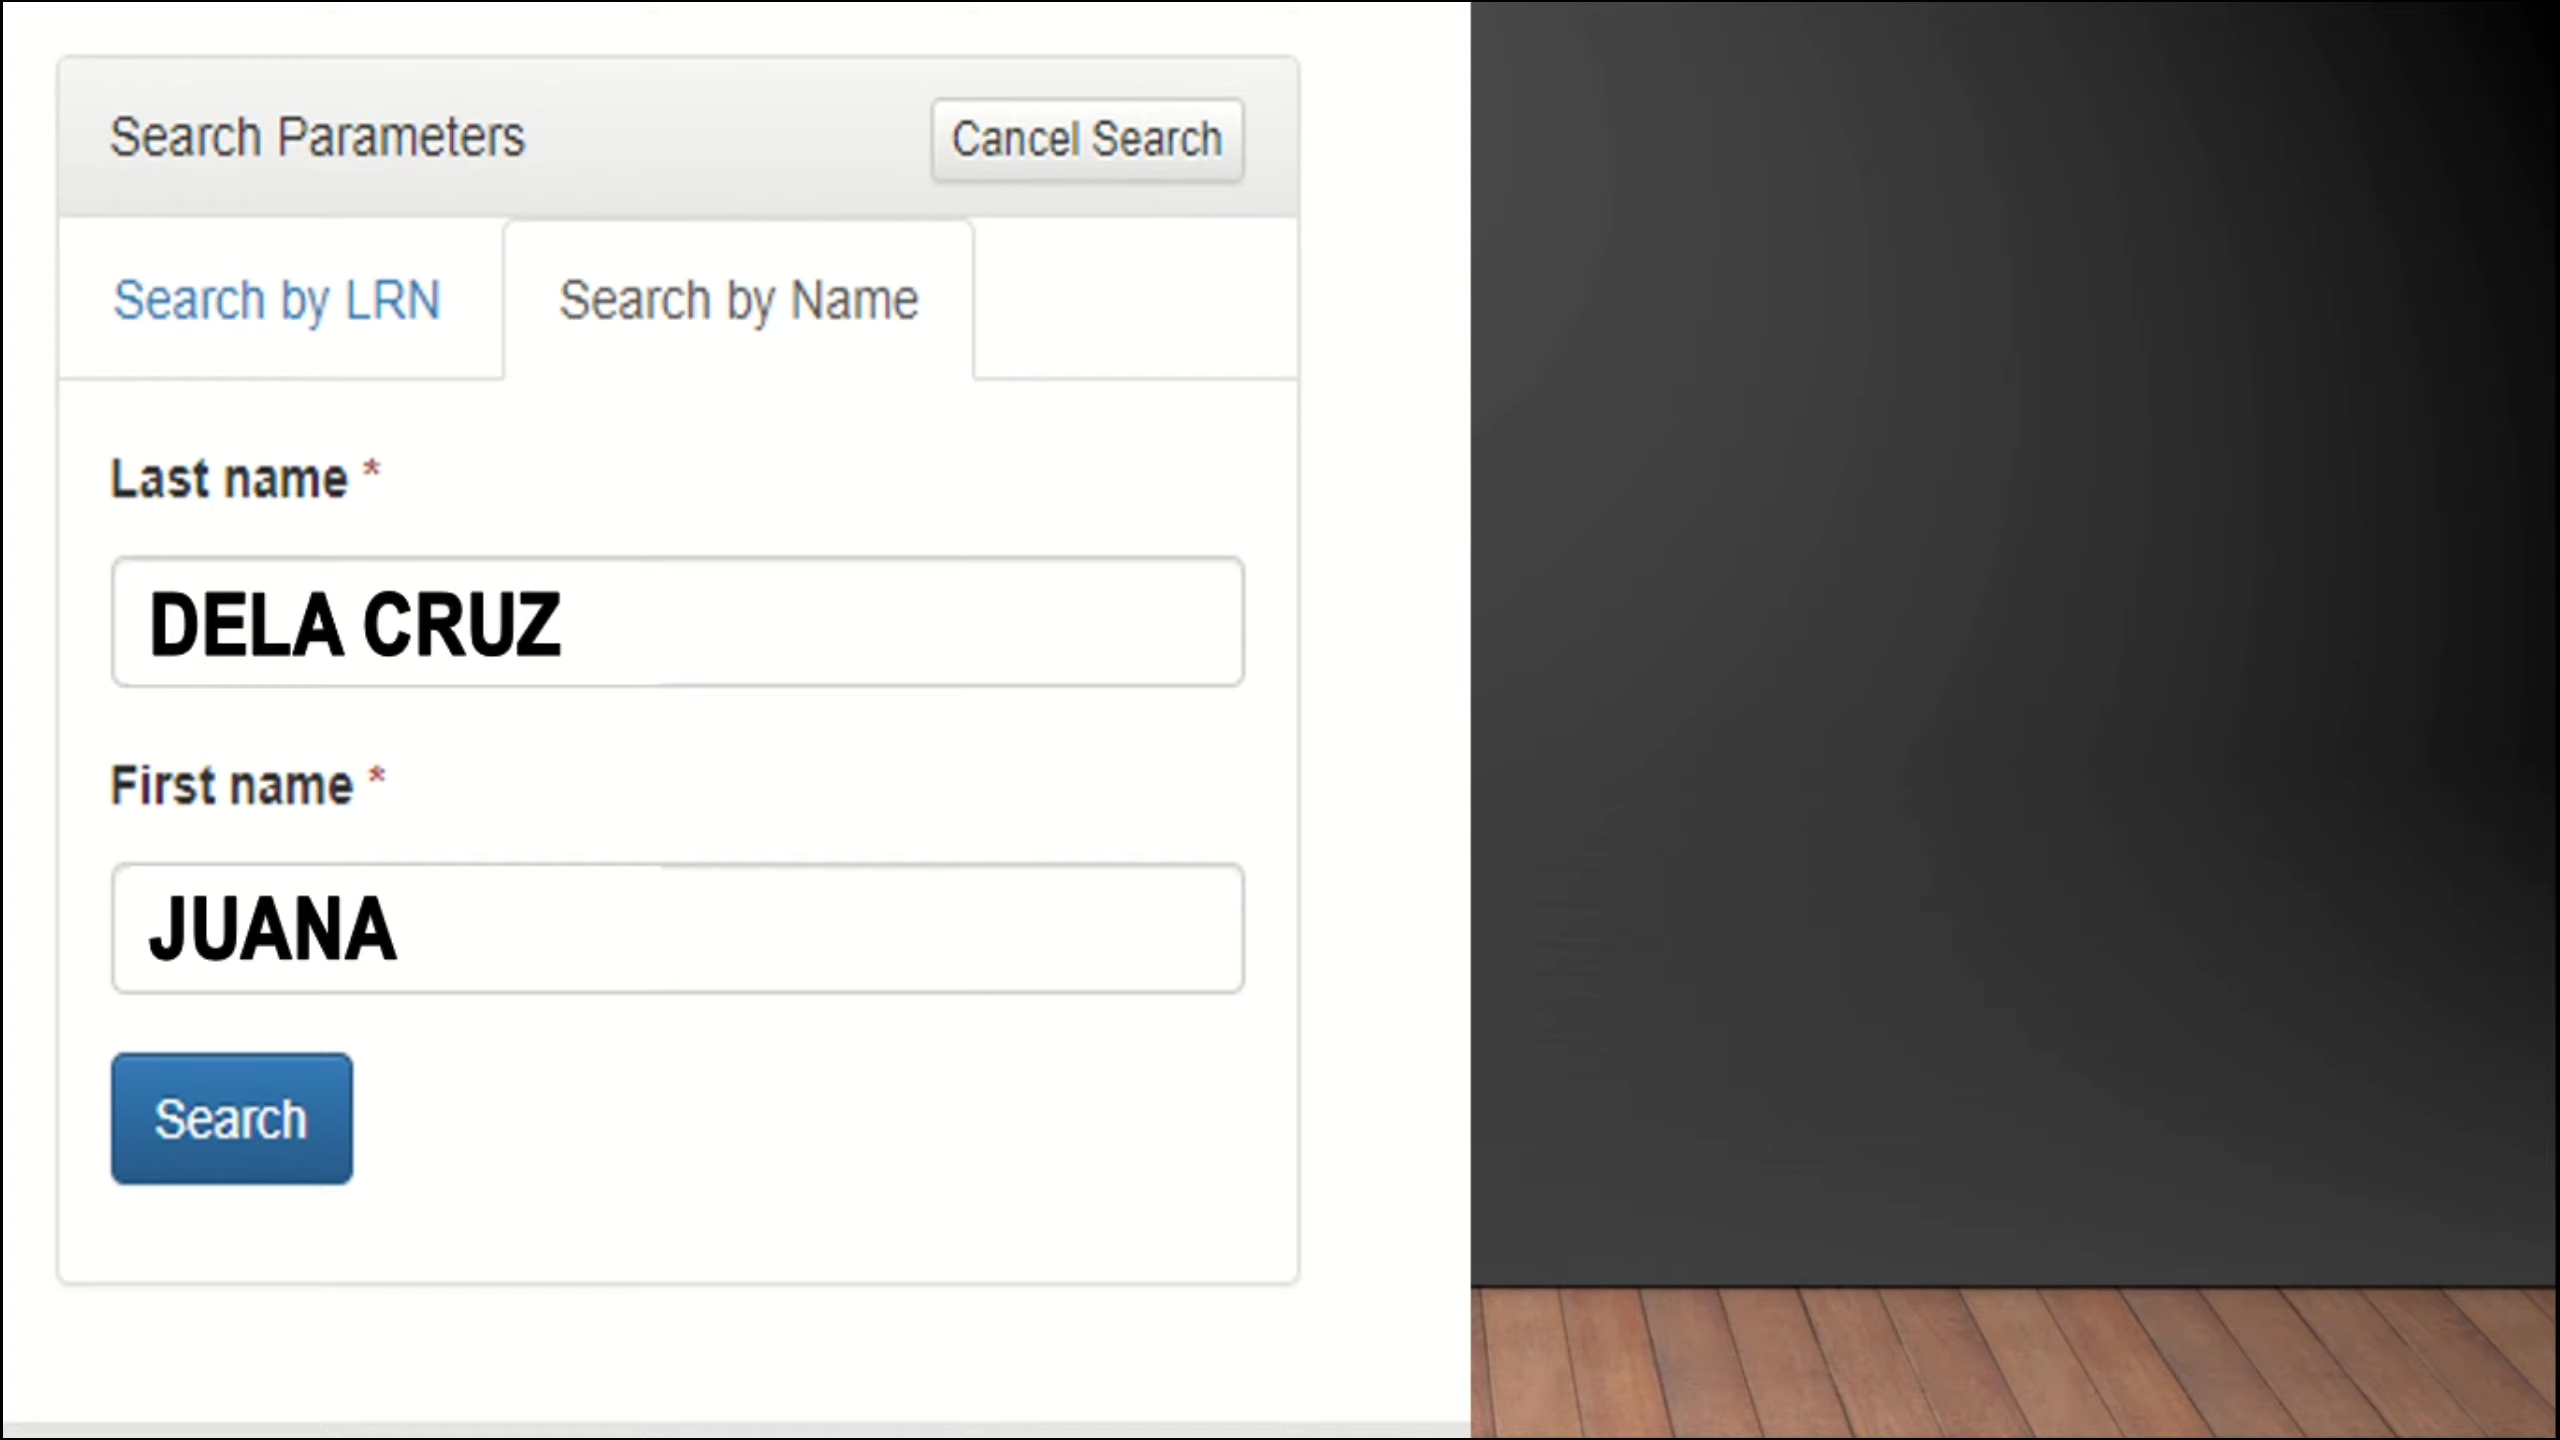 Search Parameters
Cancel Search
Search by LRN
Search by Name
Last name *
DELA CRUZ
First name *
JUANA
Search